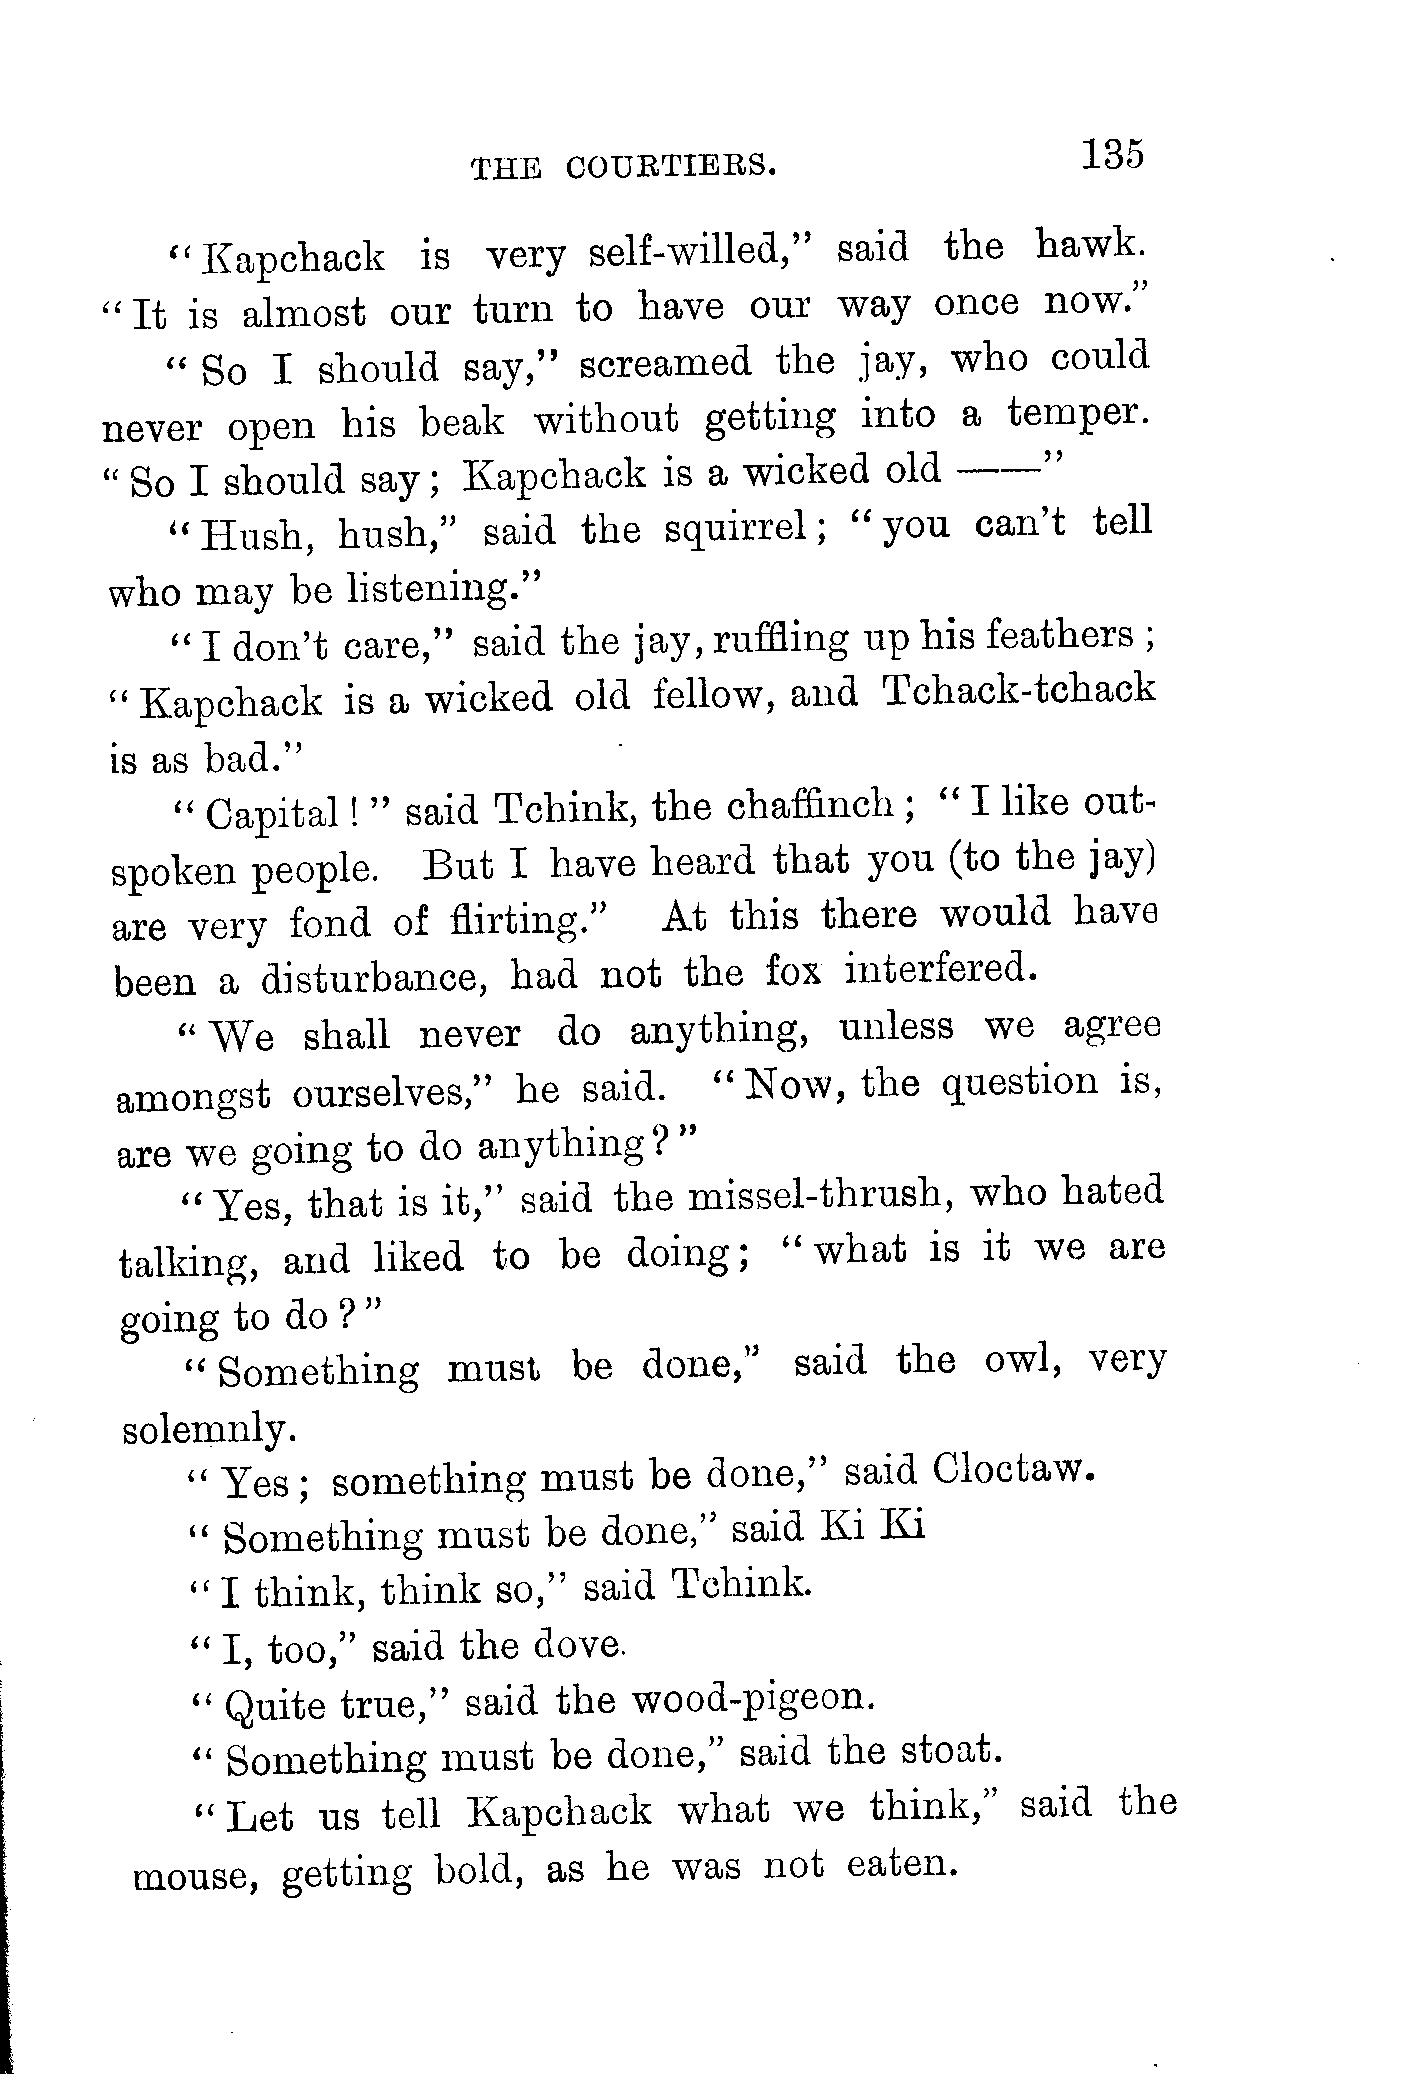 THE COURTIERS. 135
"Kapchack is very self-willed," said the hawk.
"It is almost our turn to have our way once now."
"So I should say," screamed the jay, who could
never open his beak without getting into a temper.
"So I should say; Kapchack is a wicked old ——"
"Hush, hush," said the squirrel; "you can't tell
who may be listening."
"I don't care," said the jay, ruffling up his feathers;
"Kapchack is a wicked old fellow, and Tchack-tchack
is as bad."
"Capital!" said Tchink, the chaffinch; "I like out-
spoken people. But I have heard that you (to the jay)
are very fond of flirting." At this there would have
been a disturbance, had not the fox interfered.
"We shall never do anything, unless we agree
amongst ourselves," he said. "Now, the question is,
are we going to do anything?"
"Yes, that is it," said the missel-thrush, who hated
talking, and liked to be doing; "what is it we are
going to do?"
"Something must be done," said the owl, very
solemnly.
"Yes; something must be done," said Cloctaw.
"Something must be done," said Ki Ki
"I think, think so," said Tchink.
"I, too," said the dove.
"Quite true," said the wood-pigeon.
"Something must be done," said the stoat.
"Let us tell Kapchack what we think," said the
mouse, getting bold, as he was not eaten.